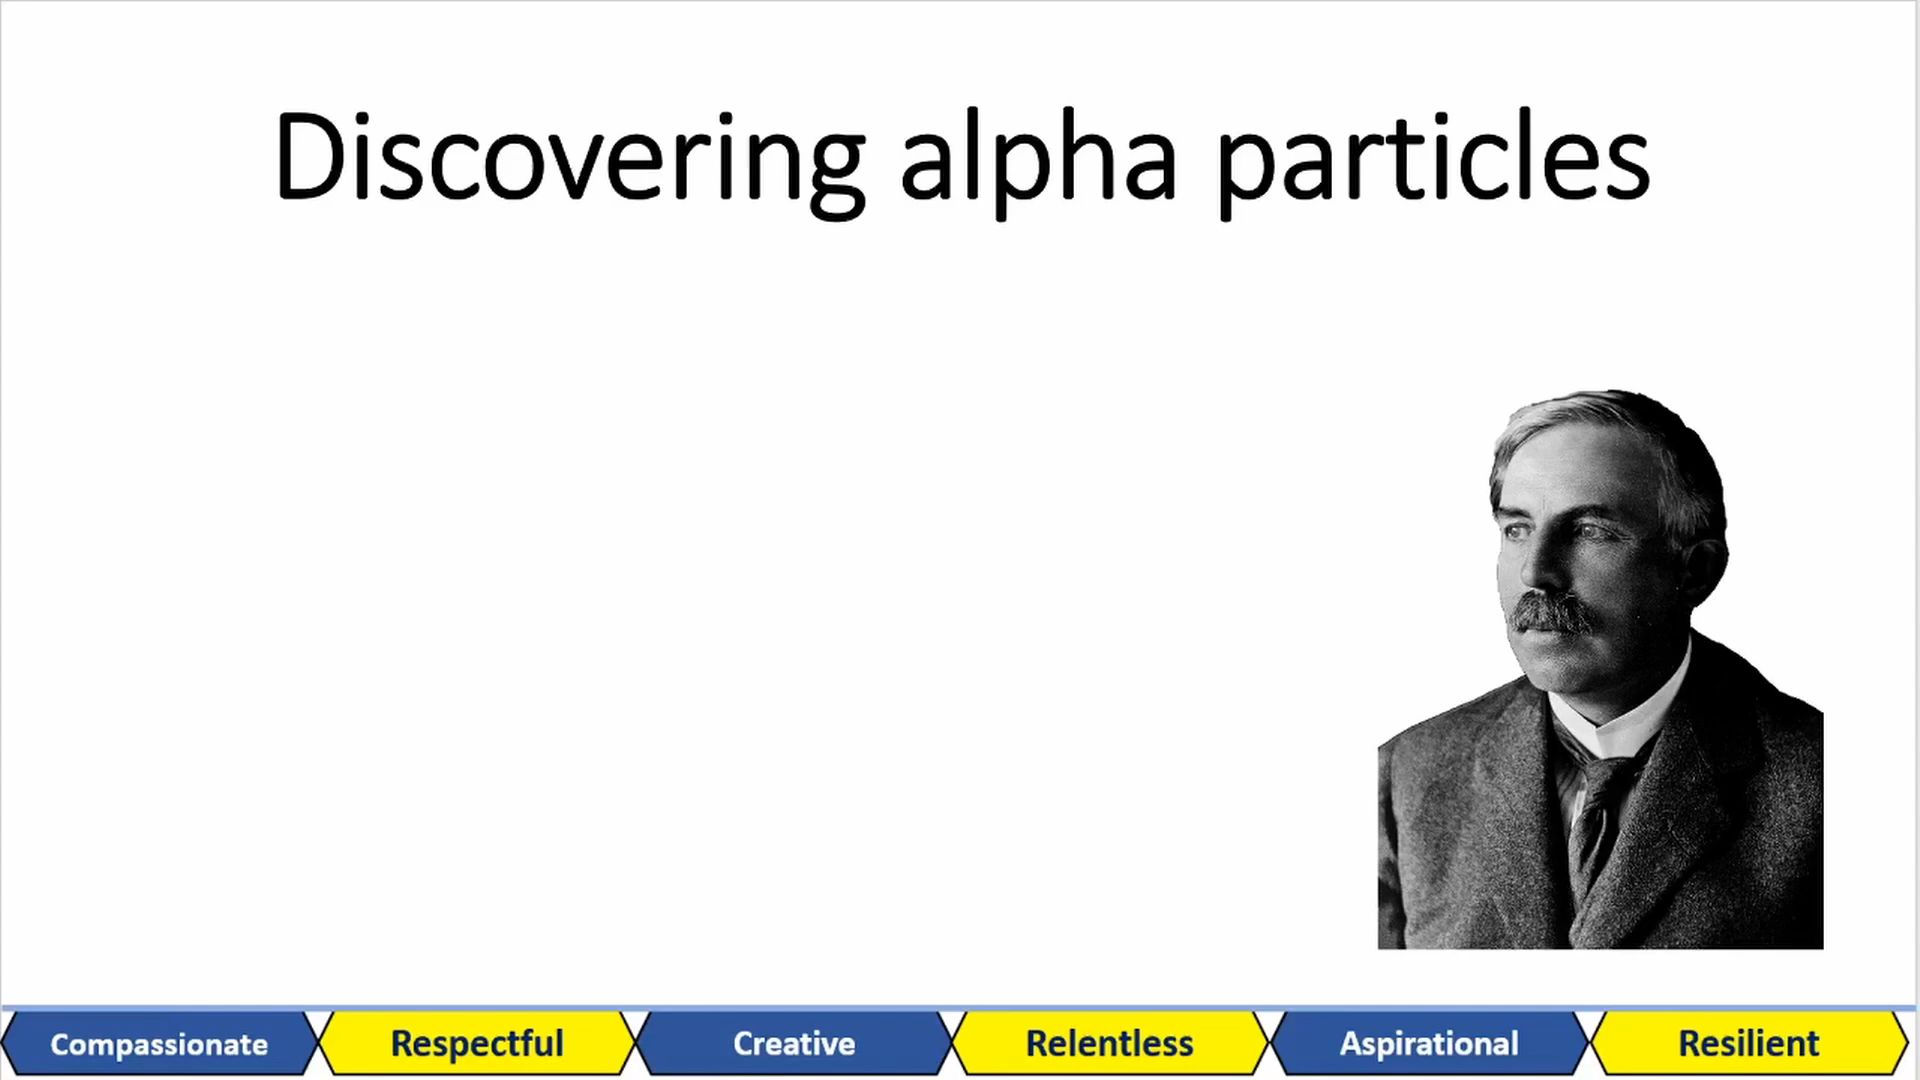 Discovering alpha particles
Compassionate Respectful Creative Relentless Aspirational Resilient